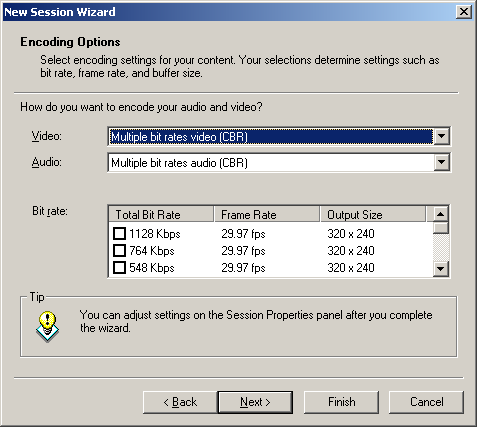 New Session Wizard
Encoding Options
Select encoding settings for your content. Your selections determine settings such as
bit rate, frame rate, and buffer size.
How do you want to encode your audio and video?
Video: Multiple bit rates video (CBR)
Audio: Multiple bit rates audio (CBR)
Bit rate: Total Bit Rate Frame Rate Output Size
1128 Kbps 29.97 fps 320 x 240
764 Kbps 29.97 fps 320 x 240
548 Kbps 29.97 fps 320 x 240
Tip
You can adjust settings on the Session Properties panel after you complete
the wizard.
< Back Next > Finish Cancel